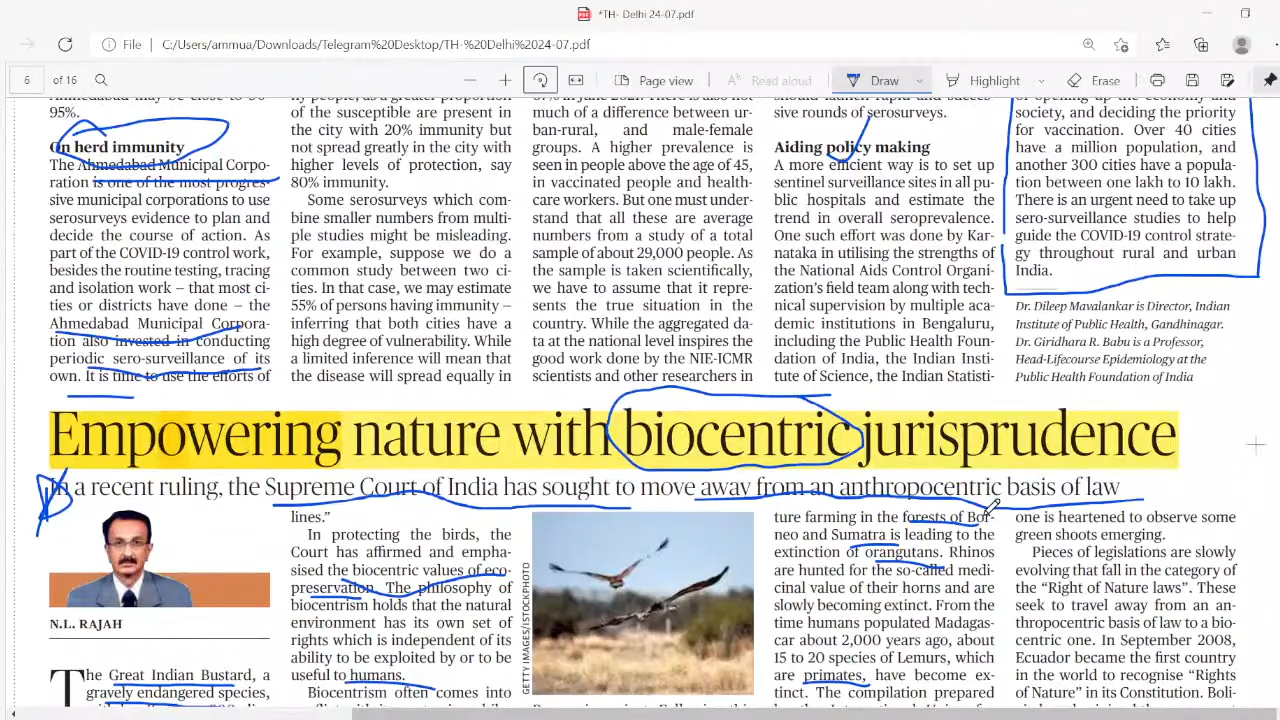 *TH- Delhi 24-07.pdf
File
C:/Users/ammua/Downloads/Telegram%20Desktop/TH-%20Delhi%2024-07.pdf
6
of 16
Page view
Read aloud
Draw
Highlight
Erase
95%.
On herd immunity
The Ahmedabad Municipal Corpo-
ration is one of the most progres-
sive municipal corporations to use
serosurveys evidence to plan and
decide the course of action. As
part of the COVID-19 control work,
besides the routine testing, tracing
and isolation work – that most ci-
ties or districts have done – the
Ahmedabad Municipal Corpora-
tion also invested in conducting
periodic sero-surveillance of its
own. It is time to use the efforts of
of the susceptible are present in
the city with 20% immunity but
not spread greatly in the city with
higher levels of protection, say
80% immunity.
Some serosurveys which com-
bine smaller numbers from multi-
ple studies might be misleading.
For example, suppose we do a
common study between two ci-
ties. In that case, we may estimate
55% of persons having immunity –
inferring that both cities have a
high degree of vulnerability. While
a limited inference will mean that
the disease will spread equally in
much of a difference between ur-
ban-rural, and male-female
groups. A higher prevalence is
seen in people above the age of 45,
in vaccinated people and health-
care workers. But one must under-
stand that all these are average
numbers from a study of a total
sample of about 29,000 people. As
the sample is taken scientifically,
we have to assume that it repre-
sents the true situation in the
country. While the aggregated da-
ta at the national level inspires the
good work done by the NIE-ICMR
scientists and other researchers in
sive rounds of serosurveys.
Aiding policy making
A more efficient way is to set up
sentinel surveillance sites in all pu-
blic hospitals and estimate the
trend in overall seroprevalence.
One such effort was done by Kar-
nataka in utilising the strengths of
the National Aids Control Organi-
zation's field team along with tech-
nical supervision by multiple aca-
demic institutions in Bengaluru,
including the Public Health Foun-
dation of India, the Indian Insti-
tute of Science, the Indian Statisti-
of opening up the economy and
society, and deciding the priority
for vaccination. Over 40 cities
have a million population, and
another 300 cities have a popula-
tion between one lakh to 10 lakh.
There is an urgent need to take up
sero-surveillance studies to help
guide the COVID-19 control strate-
gy throughout rural and urban
India.
Dr. Dileep Mavalankar is Director, Indian
Institute of Public Health, Gandhinagar.
Dr. Giridhara R. Babu is a Professor,
Head-Lifecourse Epidemiology at the
Public Health Foundation of India
Empowering nature with biocentric jurisprudence
In a recent ruling, the Supreme Court of India has sought to move away from an anthropocentric basis of law
N.L. RAJAH
The Great Indian Bustard, a
gravely endangered species,
lines."
In protecting the birds, the
Court has affirmed and empha-
sised the biocentric values of eco-
preservation. The philosophy of
biocentrism holds that the natural
environment has its own set of
rights which is independent of its
ability to be exploited by or to be
useful to humans.
Biocentrism often comes into
GETTY IMAGES/ISTOCKPHOTO
ture farming in the forests of Bor-
neo and Sumatra is leading to the
extinction of orangutans. Rhinos
are hunted for the so-called medi-
cinal value of their horns and are
slowly becoming extinct. From the
time humans populated Madagas-
car about 2,000 years ago, about
15 to 20 species of Lemurs, which
are primates, have become ex-
tinct. The compilation prepared
one is heartened to observe some
green shoots emerging.
Pieces of legislations are slowly
evolving that fall in the category of
the "Right of Nature laws". These
seek to travel away from an an-
thropocentric basis of law to a bio-
centric one. In September 2008,
Ecuador became the first country
in the world to recognise "Rights
of Nature" in its Constitution. Boli-